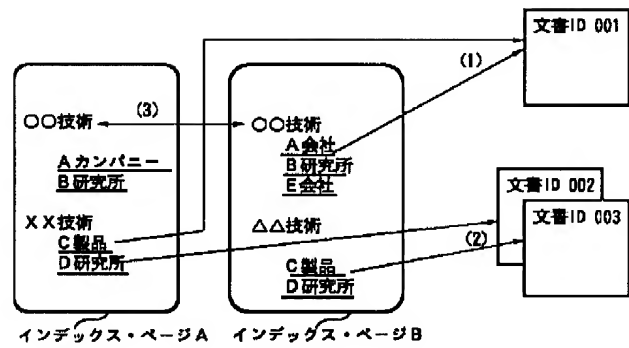 文書ID 001
(1)
(3)
○○技術
Aカンパニー
B研究所
××技術
C製品
D研究所
○○技術
A会社
B研究所
E会社
△△技術
C製品
D研究所
文書ID 002
文書ID 003
(2)
インデックス・ページA
インデックス・ページB